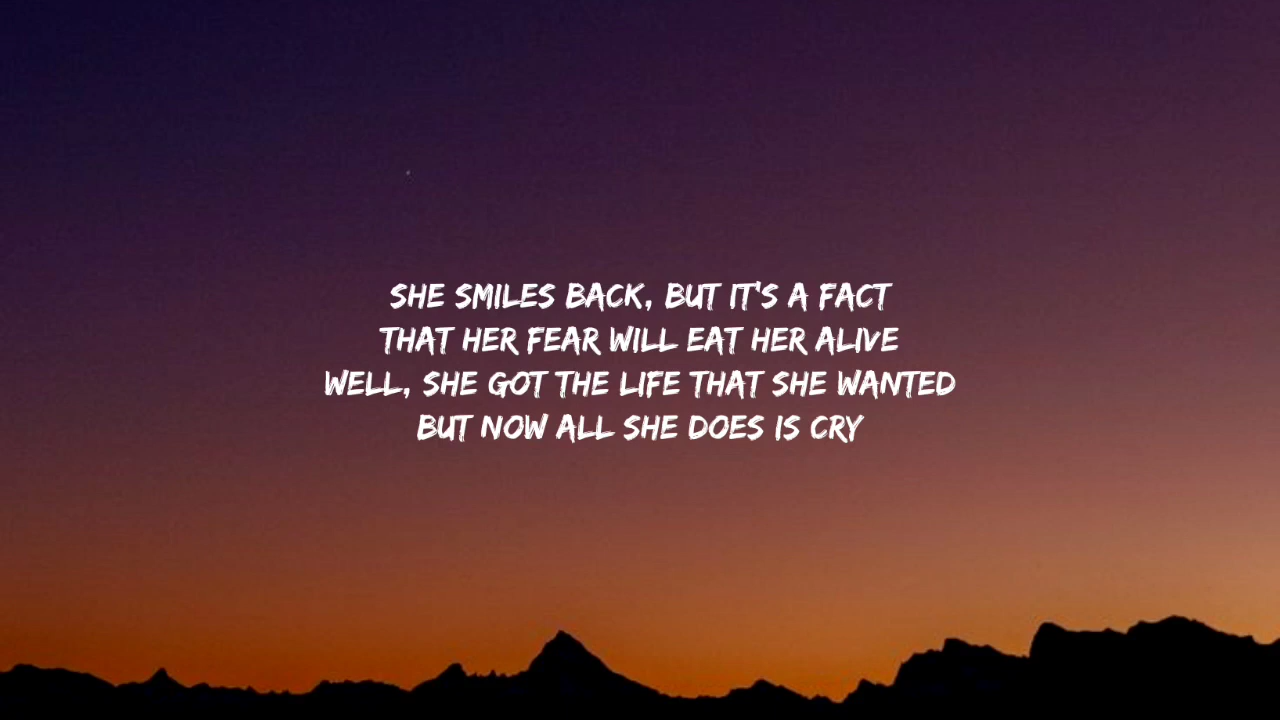 SHE SMILES BACK, BUT IT'S A FACT
THAT HER FEAR WILL EAT HER ALIVE
WELL, SHE GOT THE LIFE THAT SHE WANTED
BUT NOW ALL SHE DOES IS CRY